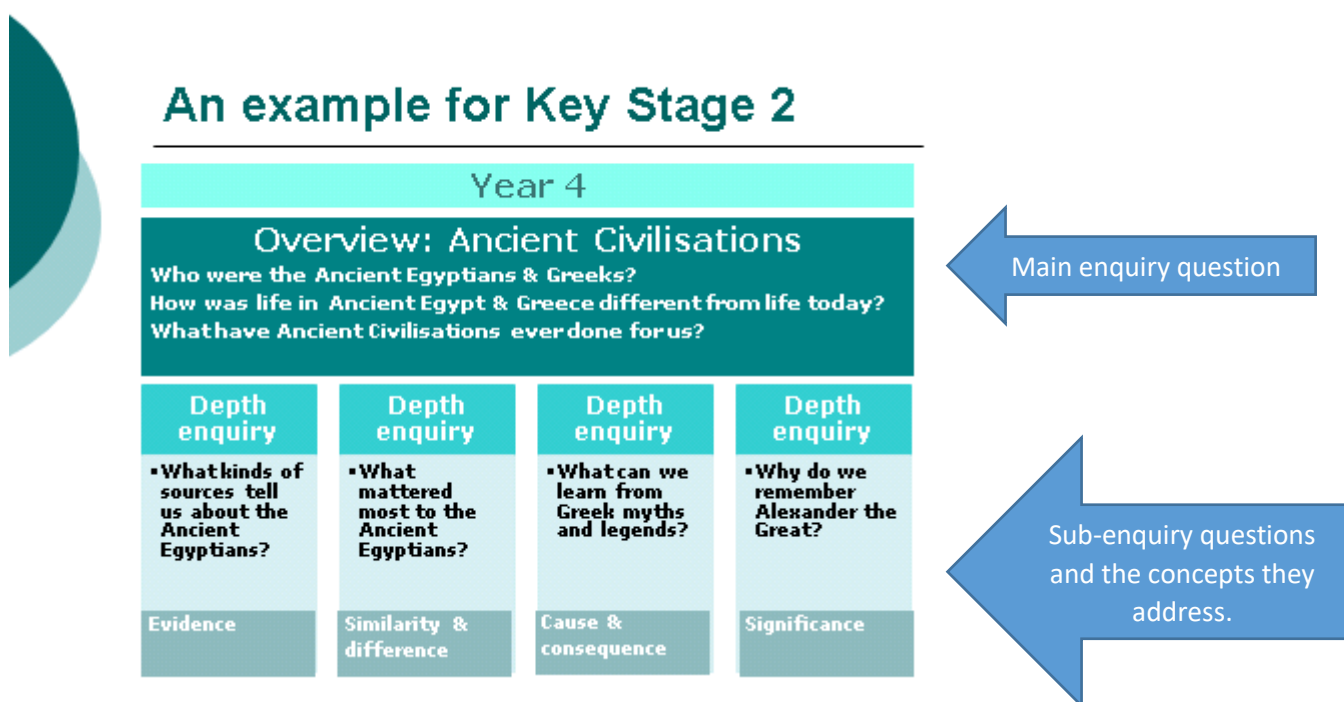 An example for Key Stage 2
Year 4
Overview: Ancient Civilisations
Who were the Ancient Egyptians & Greeks?
How was life in Ancient Egypt & Greece different from life today?
What have Ancient Civilisations ever done for us?
Main enquiry question
Depth
enquiry
▪What kinds of
sources tell
us about the
Ancient
Egyptians?
Evidence
Depth
enquiry
▪What
mattered
most to the
Ancient
Egyptians?
Similarity &
difference
Depth
enquiry
▪What can we
learn from
Greek myths
and legends?
Cause &
consequence
Depth
enquiry
▪Why do we
remember
Alexander the
Great?
Significance
Sub-enquiry questions
and the concepts they
address.